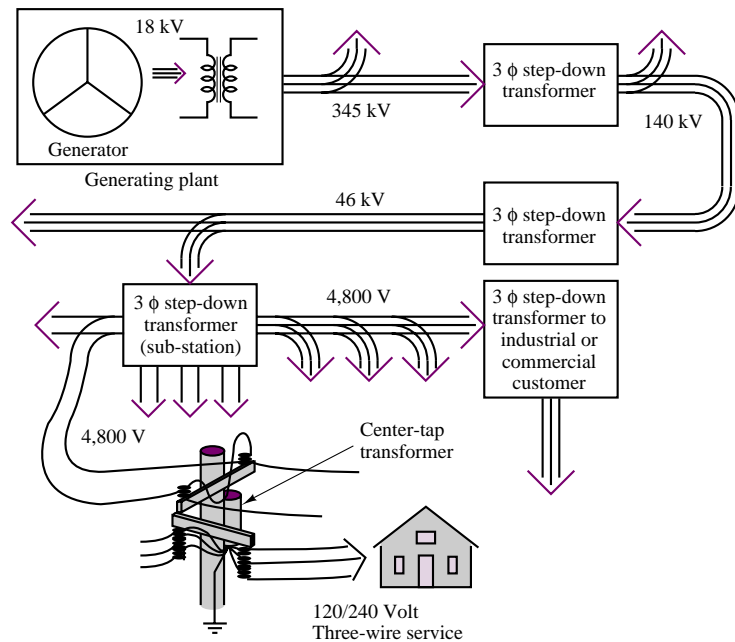 18 kV
Generator
Generating plant
345 kV
3 ϕ step-down
transformer
140 kV
46 kV
3 ϕ step-down
transformer
3 ϕ step-down
transformer
(sub-station)
4,800 V
3 ϕ step-down
transformer to
industrial or
commercial
customer
4,800 V
Center-tap
transformer
120/240 Volt
Three-wire service